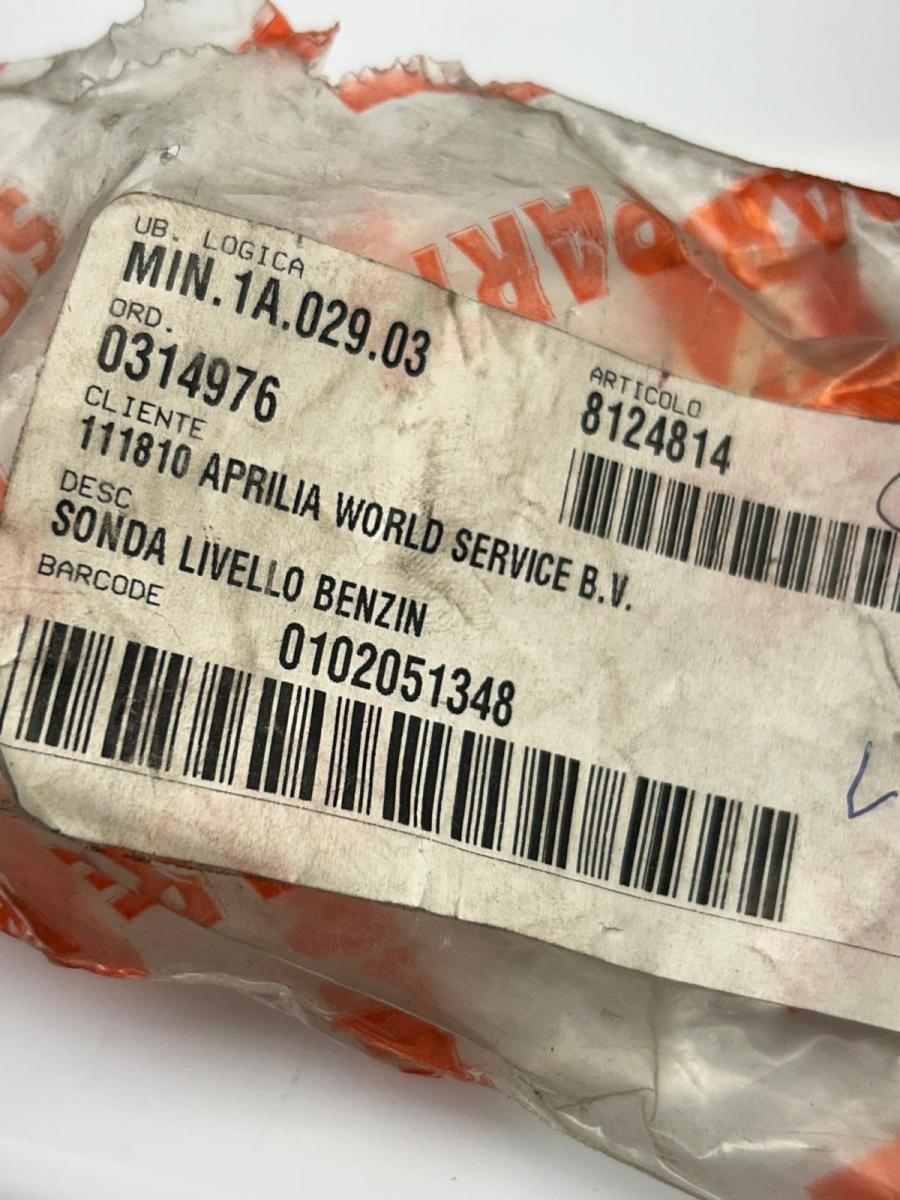 UB. LOGICA
MIN.1A.029.03
ORD.
0314976
CLIENTE
111810 APRILIA WORLD SERVICE B.V.
DESC
SONDA LIVELLO BENZIN
BARCODE
0102051348
ARTICOLO
8124814